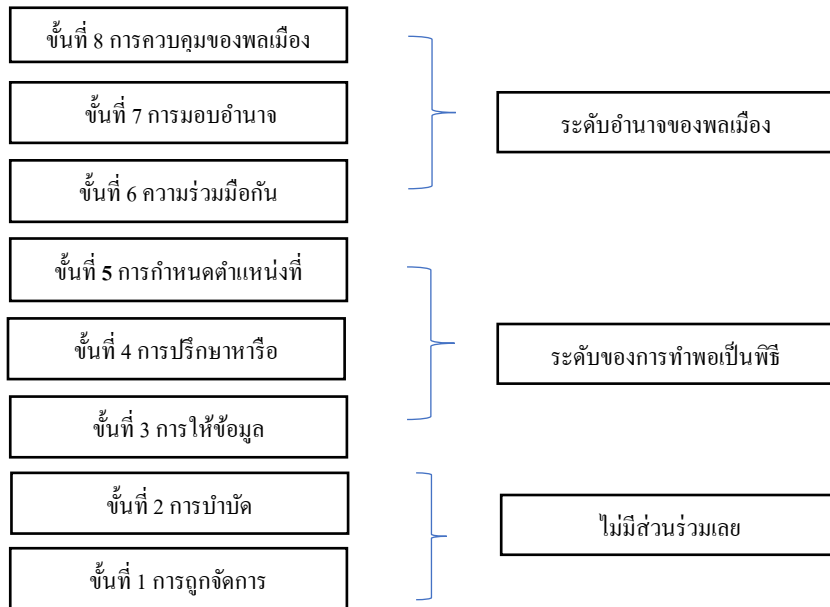 ขั้นที่ 8 การควบคุมของพลเมือง
ขั้นที่ 7 การมอบอำนาจ
ระดับอำนาจของพลเมือง
ขั้นที่ 6 ความร่วมมือกัน
ขั้นที่ 5 การกำหนดตำแหน่งที่
ขั้นที่ 4 การปรึกษาหารือ
ระดับของการทำพอเป็นพิธี
ขั้นที่ 3 การให้ข้อมูล
ขั้นที่ 2 การบำบัด
ไม่มีส่วนร่วมเลย
ขั้นที่ 1 การถูกจัดการ